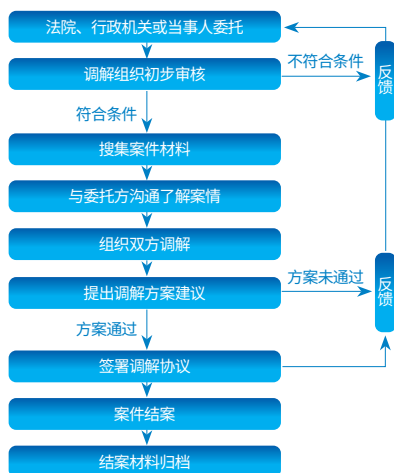 法院、行政机关或当事人委托
调解组织初步审核
不符合条件
反馈
符合条件
搜集案件材料
与委托方沟通了解案情
组织双方调解
提出调解方案建议
方案未通过
反馈
方案通过
签署调解协议
案件结案
结案材料归档